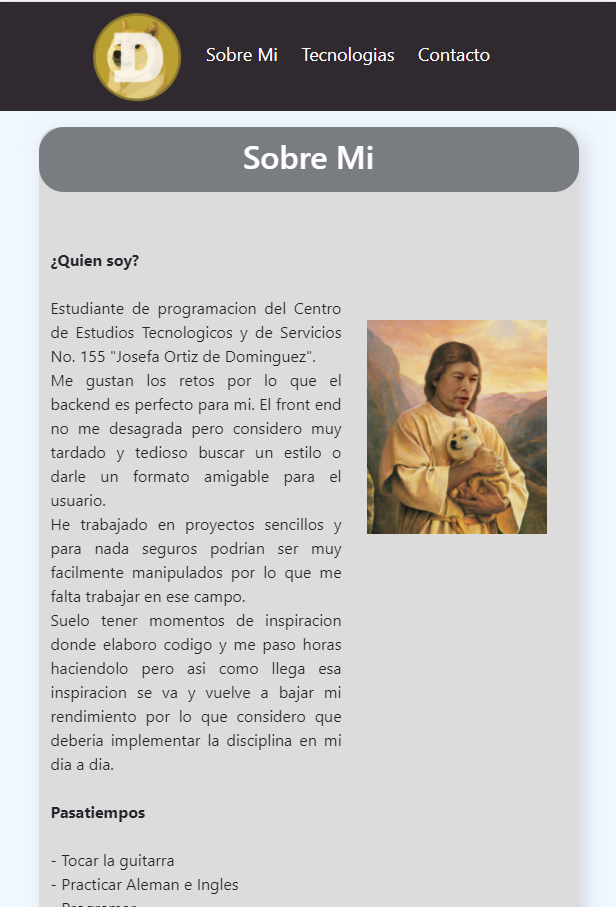 D
Sobre Mi Tecnologias Contacto
Sobre Mi
¿Quien soy?
Estudiante de programacion del Centro
de Estudios Tecnologicos y de Servicios
No. 155 "Josefa Ortiz de Dominguez".
Me gustan los retos por lo que el
backend es perfecto para mi. El front end
no me desagrada pero considero muy
tardado y tedioso buscar un estilo o
darle un formato amigable para el
usuario.
He trabajado en proyectos sencillos y
para nada seguros podrian ser muy
facilmente manipulados por lo que me
falta trabajar en ese campo.
Suelo tener momentos de inspiracion
donde elaboro codigo y me paso horas
haciendolo pero asi como llega esa
inspiracion se va y vuelve a bajar mi
rendimiento por lo que considero que
deberia implementar la disciplina en mi
dia a dia.
Pasatiempos
- Tocar la guitarra
- Practicar Aleman e Ingles
- Programar